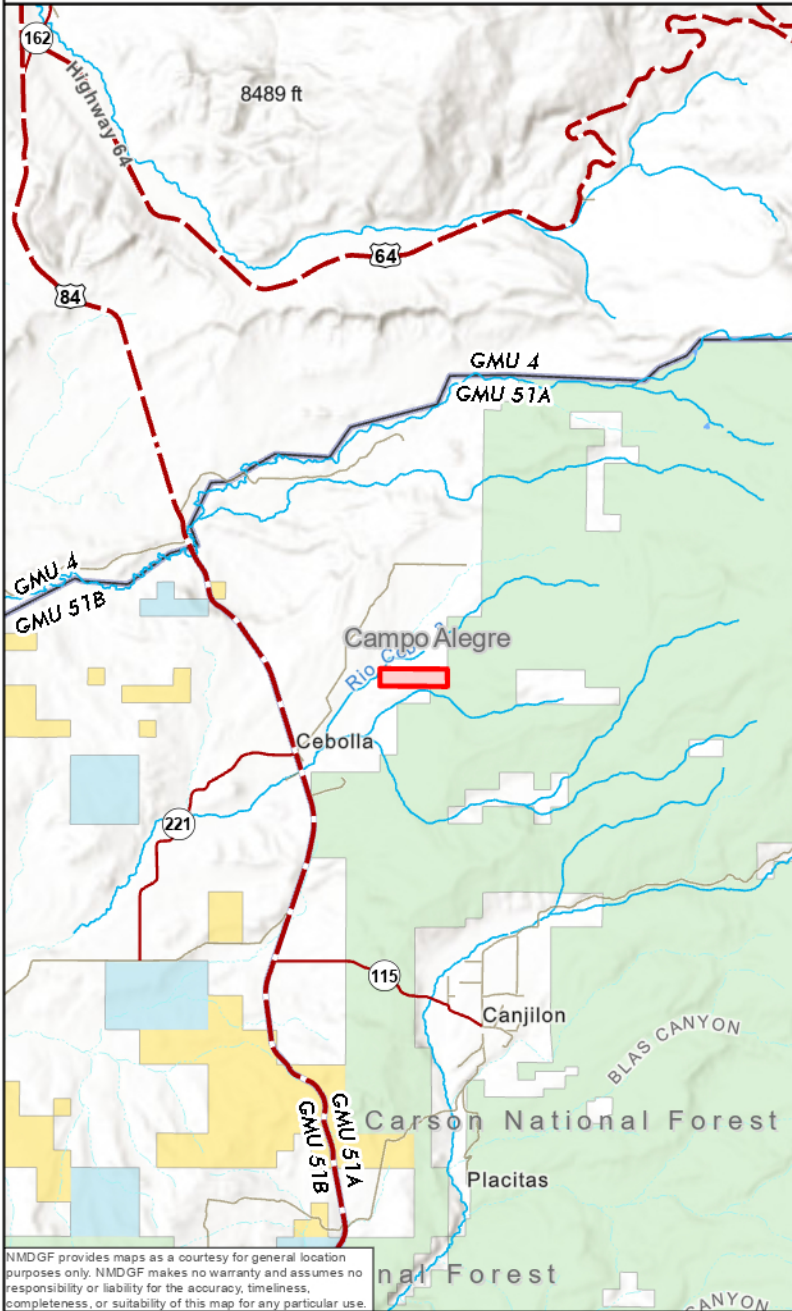 162
Highway 64
8489 ft
64
84
GMU 4
GMU 51A
GMU 4
GMU 51B
Campo Alegre
Rio
Cebolla
221
115
Canjilon
BLAS CANYON
GMU 51A
GMU 51B
Carson National Forest
Placitas
nal Forest
CANYON
NMDGF provides maps as a courtesy for general location
purposes only. NMDGF makes no warranty and assumes no
responsibility or liability for the accuracy, timeliness,
completeness, or suitability of this map for any particular use.